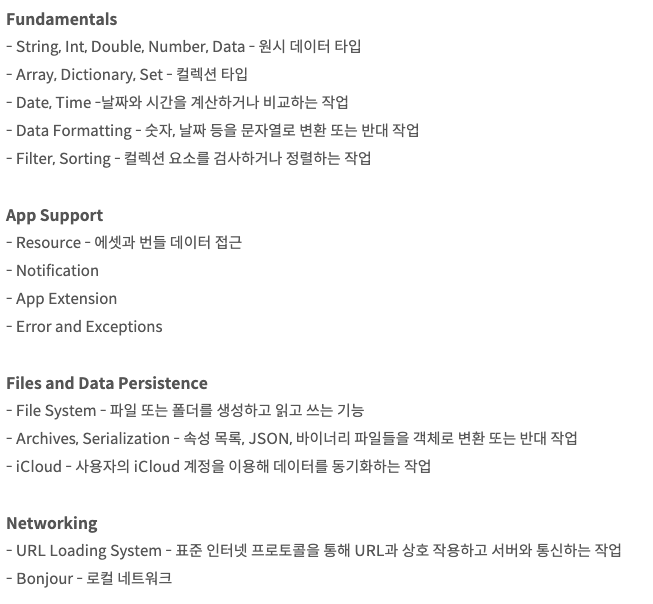 Fundamentals
- String, Int, Double, Number, Data - 원시 데이터 타입
- Array, Dictionary, Set - 컬렉션 타입
- Date, Time -날짜와 시간을 계산하거나 비교하는 작업
- Data Formatting - 숫자, 날짜 등을 문자열로 변환 또는 반대 작업
- Filter, Sorting - 컬렉션 요소를 검사하거나 정렬하는 작업
App Support
- Resource - 에셋과 번들 데이터 접근
- Notification
- App Extension
- Error and Exceptions
Files and Data Persistence
- File System - 파일 또는 폴더를 생성하고 읽고 쓰는 기능
- Archives, Serialization - 속성 목록, JSON, 바이너리 파일들을 객체로 변환 또는 반대 작업
- iCloud - 사용자의 iCloud 계정을 이용해 데이터를 동기화하는 작업
Networking
- URL Loading System - 표준 인터넷 프로토콜을 통해 URL과 상호 작용하고 서버와 통신하는 작업
- Bonjour - 로컬 네트워크